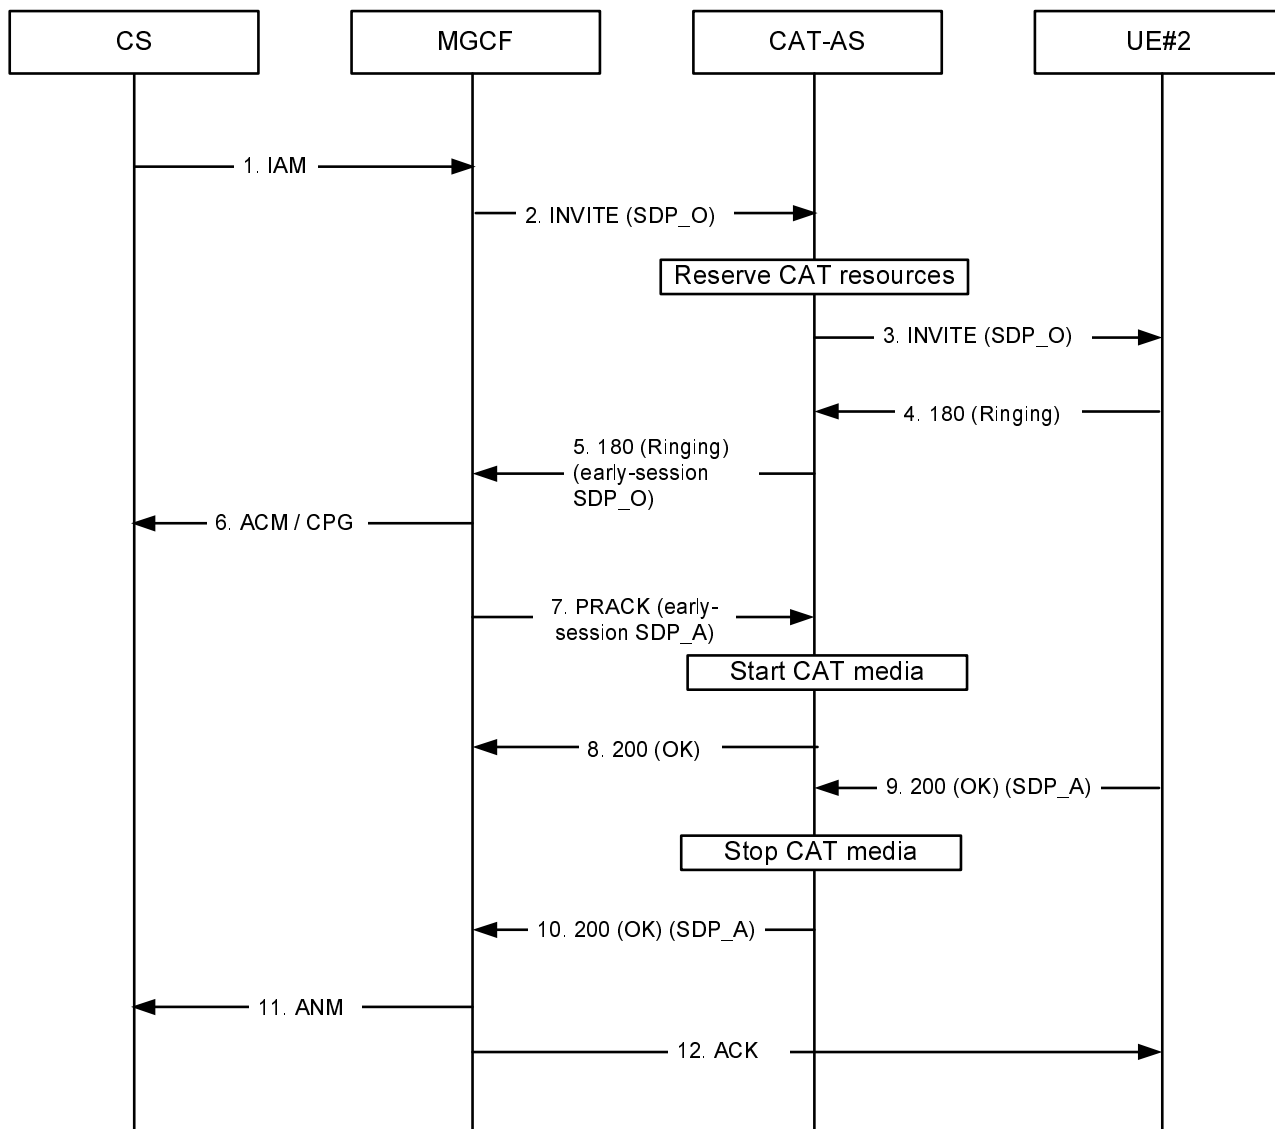 CS
MGCF
CAT-AS
UE#2
1. IAM
2. INVITE (SDP_O)
Reserve CAT resources
3. INVITE (SDP_O)
4. 180 (Ringing)
5. 180 (Ringing)
(early-session
SDP_O)
6. ACM / CPG
7. PRACK (early-
session SDP_A)
Start CAT media
8. 200 (OK)
9. 200 (OK) (SDP_A)
Stop CAT media
10. 200 (OK) (SDP_A)
11. ANM
12. ACK